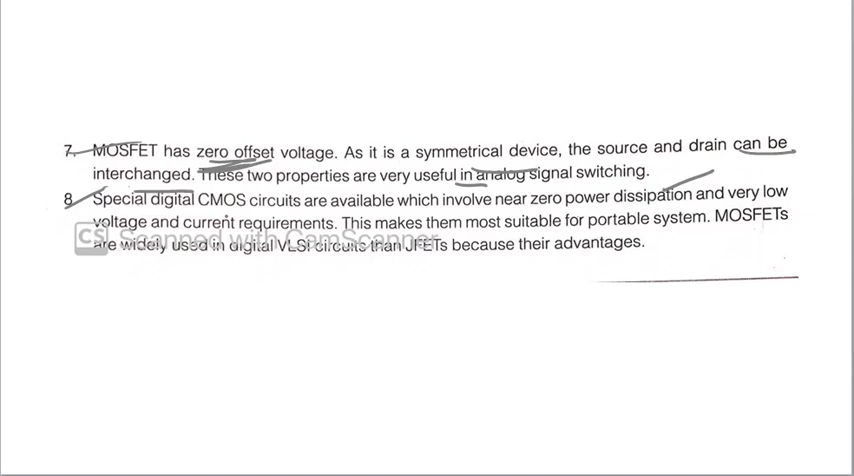 7. MOSFET has zero offset voltage. As it is a symmetrical device, the source and drain can be
interchanged. These two properties are very useful in analog signal switching.
8. Special digital CMOS circuits are available which involve near zero power dissipation and very low
voltage and current requirements. This makes them most suitable for portable system. MOSFETs
are widely used in digital VLSI circuits than JFETs because their advantages.
CS Scanned with CamScanner